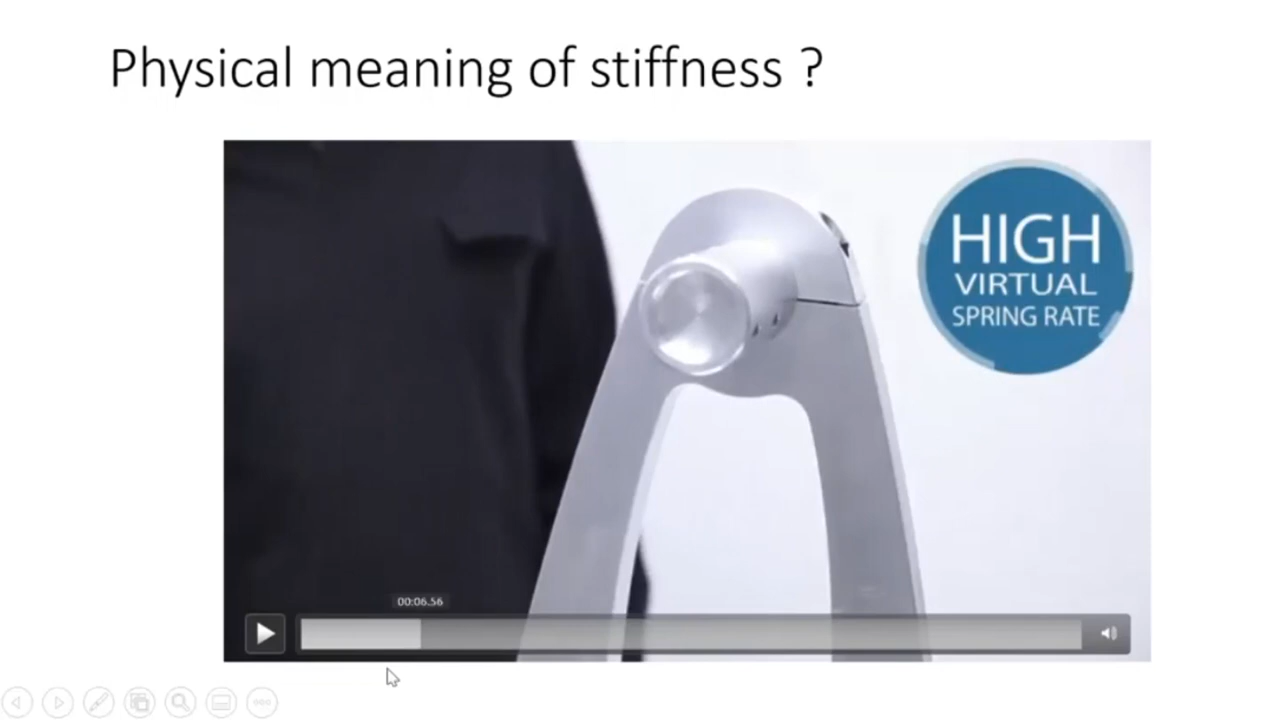 Physical meaning of stiffness ?
HIGH
VIRTUAL
SPRING RATE
00:06.56